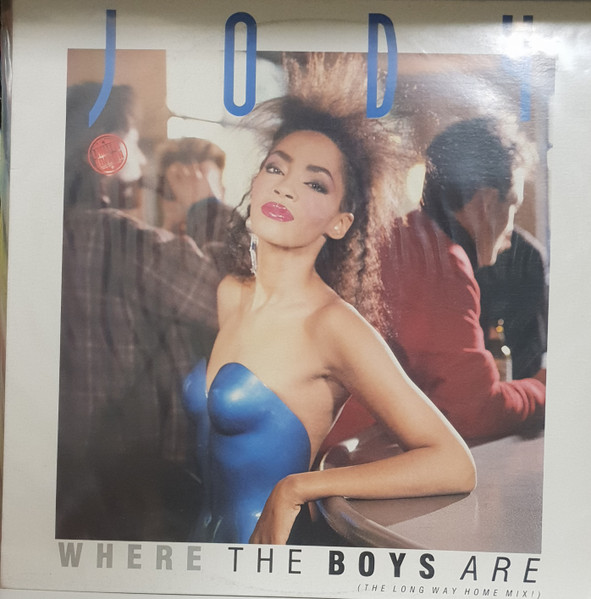 JODY
WHERE THE BOYS ARE
(THE LONG WAY HOME MIX!)